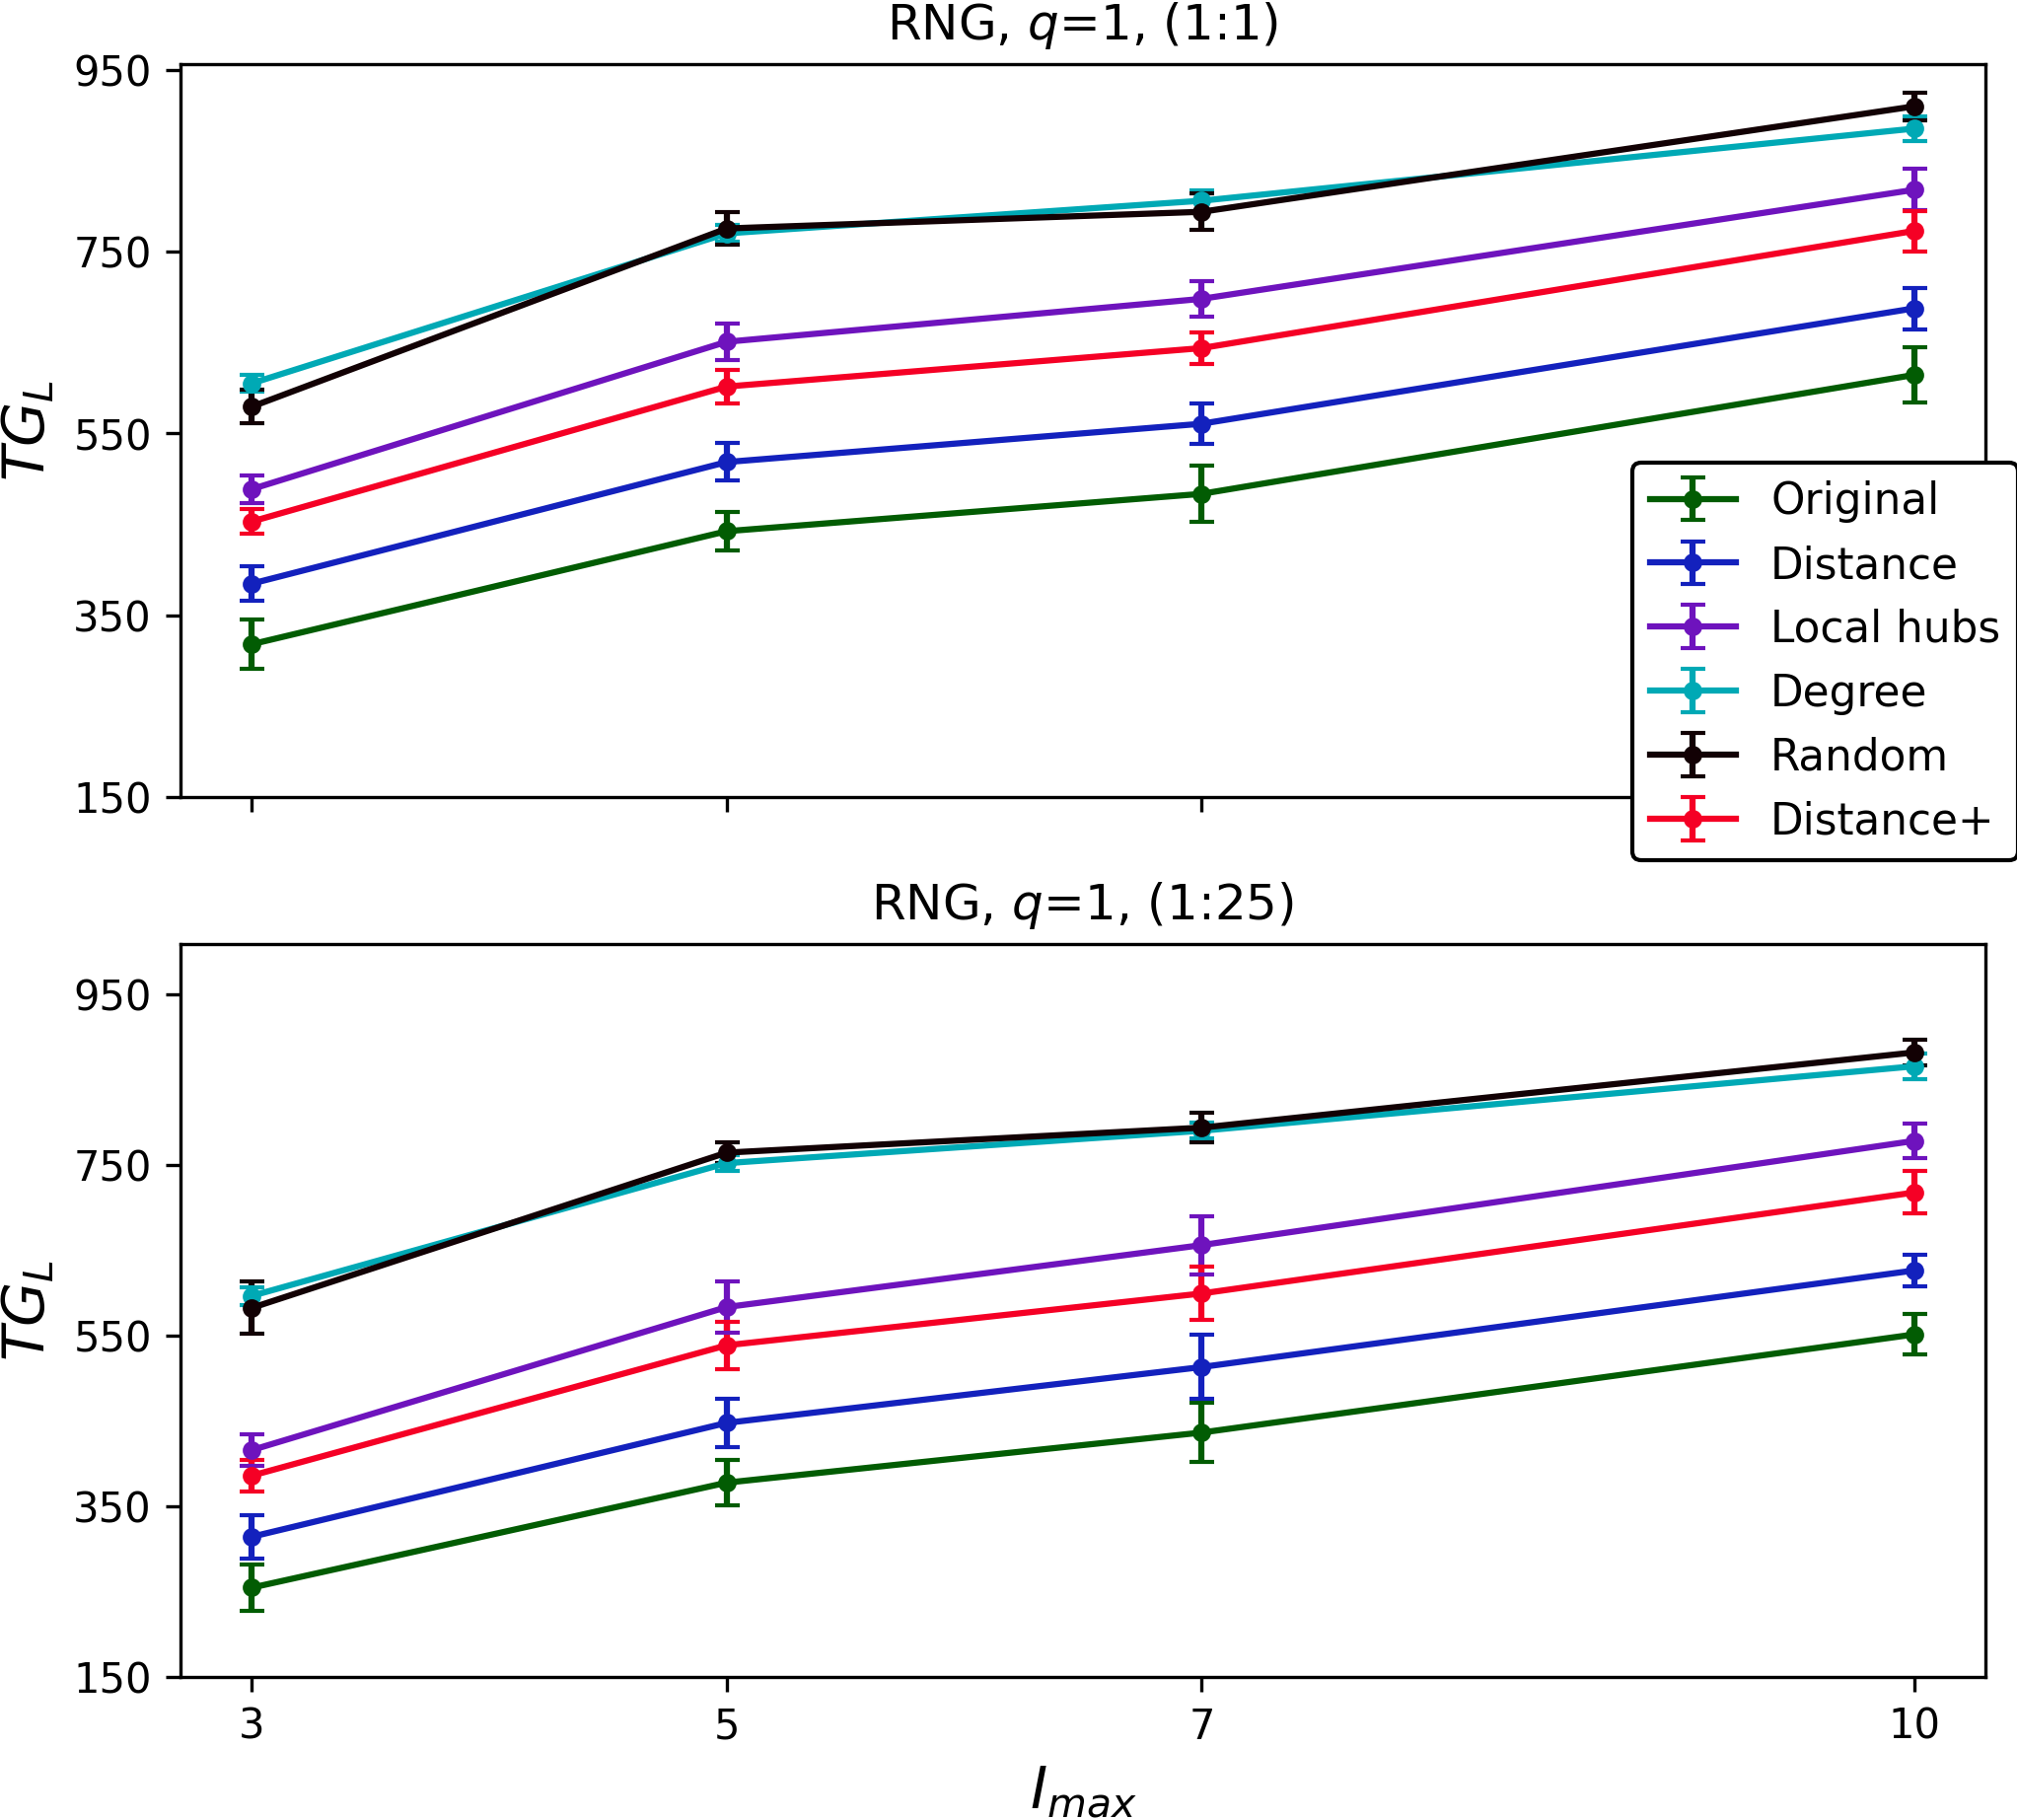 RNG, q=1, (1:1)
950
750
550
350
150
TG_L
Original
Distance
Local hubs
Degree
Random
Distance+
RNG, q=1, (1:25)
950
750
550
350
150
TG_L
3 5 7 10
I_max